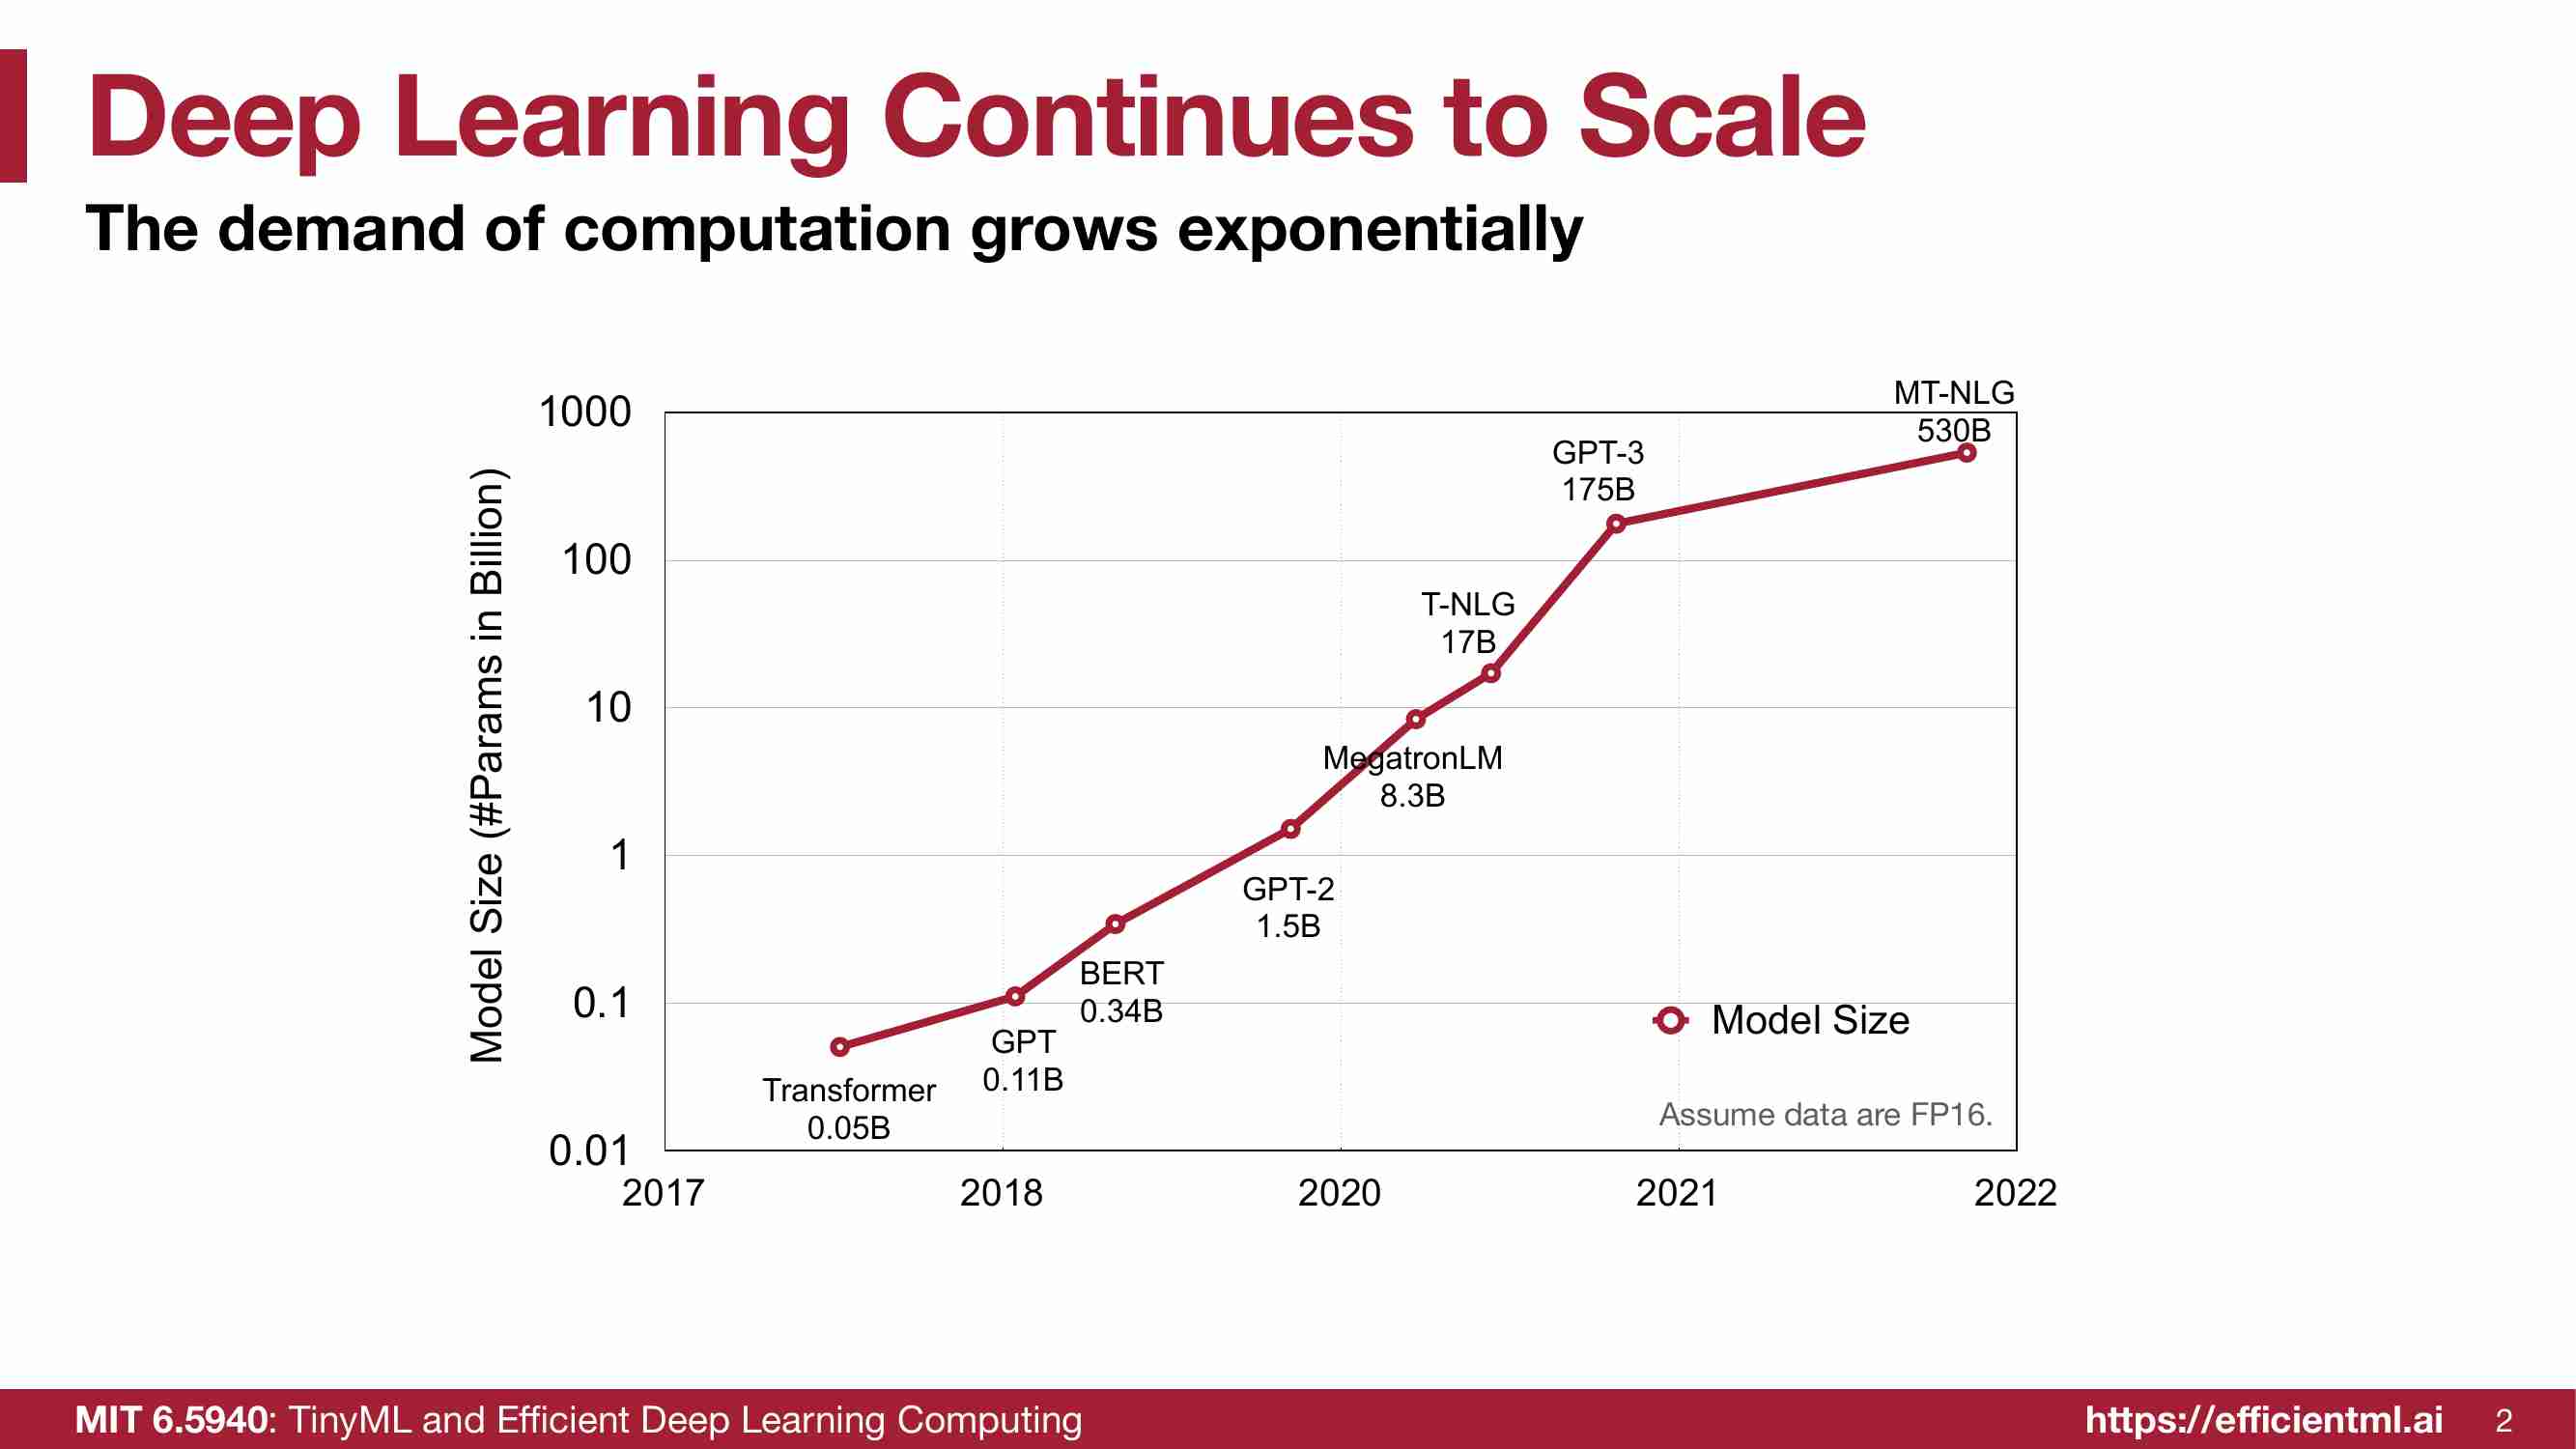 Deep Learning Continues to Scale
The demand of computation grows exponentially
Model Size (#Params in Billion)
1000
100
10
1
0.1
0.01
2017
2018
2020
2021
2022
Transformer
0.05B
GPT
0.11B
BERT
0.34B
GPT-2
1.5B
MegatronLM
8.3B
T-NLG
17B
GPT-3
175B
MT-NLG
530B
Model Size
Assume data are FP16.
MIT 6.5940: TinyML and Efficient Deep Learning Computing
https://efficientml.ai
2